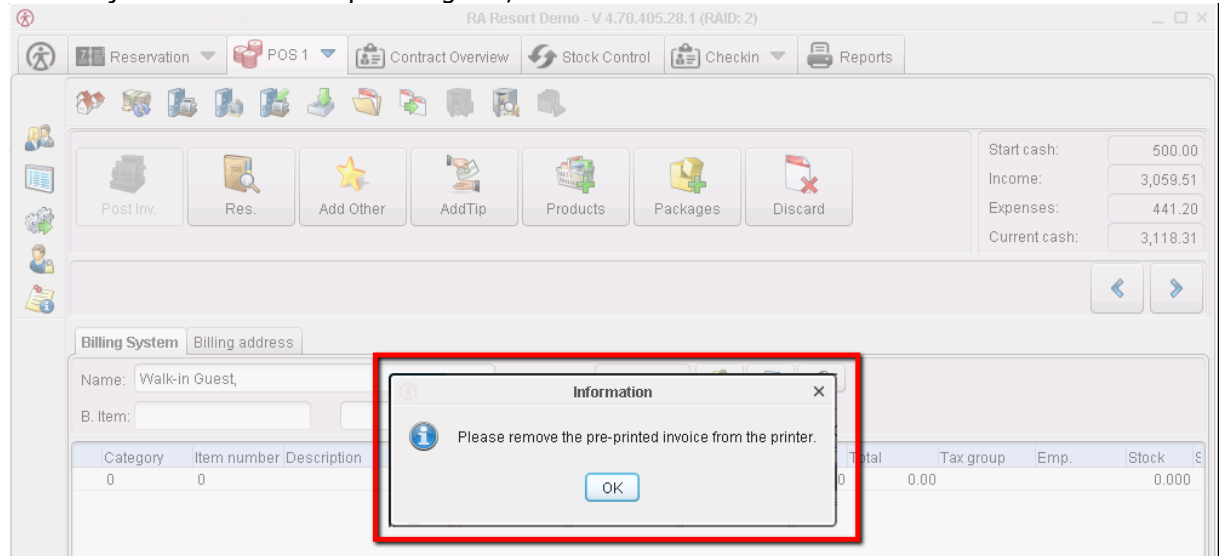 RA Resort Demo - V 4.70.405.28.1 (RAID: 2)
Reservation POS 1 Contract Overview Stock Control Checkin Reports
Start cash: 500.00
Income: 3,059.51
Expenses: 441.20
Current cash: 3,118.31
Post Inv. Res. Add Other AddTip Products Packages Discard
Billing System Billing address
Name: Walk-in Guest,
B. Item:
Information
Please remove the pre-printed invoice from the printer.
OK
Category Item number Description Total Tax group Emp. Stock
0 0 0 0.00 0.000